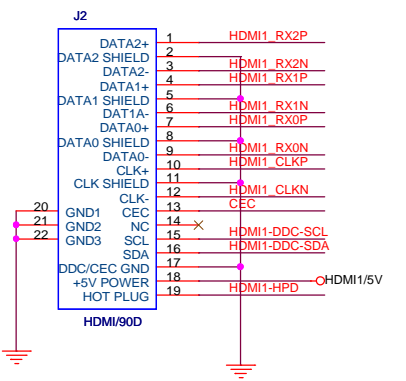 J2
DATA2+ 1 HDMI1_RX2P
DATA2 SHIELD 2
DATA2- 3 HDMI1_RX2N
DATA1+ 4 HDMI1_RX1P
DATA1 SHIELD 5
DAT1A- 6 HDMI1_RX1N
DATA0+ 7 HDMI1_RX0P
DATA0 SHIELD 8
DATA0- 9 HDMI1_RX0N
CLK+ 10 HDMI1_CLKP
CLK SHIELD 11
CLK- 12 HDMI1_CLKN
20 GND1 CEC 13 CEC
21 GND2 NC 14
22 GND3 SCL 15 HDMI1-DDC-SCL
SDA 16 HDMI1-DDC-SDA
DDC/CEC GND 17
+5V POWER 18 HDMI1/5V
HOT PLUG 19 HDMI1-HPD
HDMI/90D